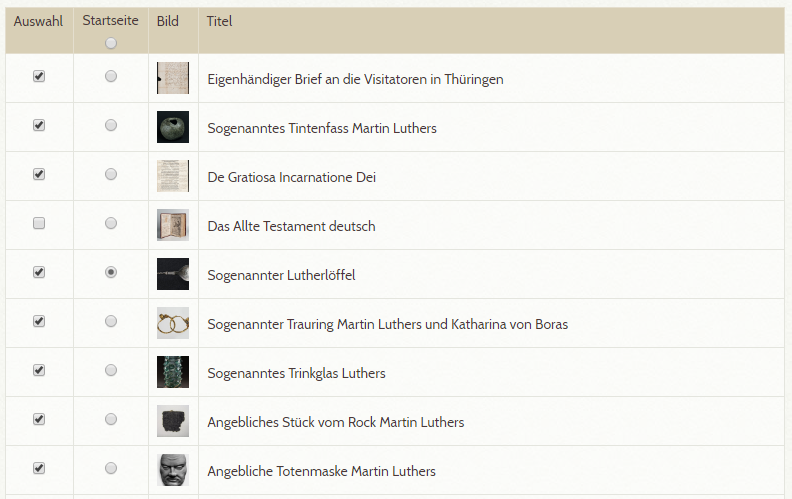 Auswahl Startseite Bild Titel
Eigenhändiger Brief an die Visitatoren in Thüringen
Sogenanntes Tintenfass Martin Luthers
De Gratiosa Incarnatione Dei
Das Allte Testament deutsch
Sogenannter Lutherlöffel
Sogenannter Trauring Martin Luthers und Katharina von Boras
Sogenanntes Trinkglas Luthers
Angebliches Stück vom Rock Martin Luthers
Angebliche Totenmaske Martin Luthers